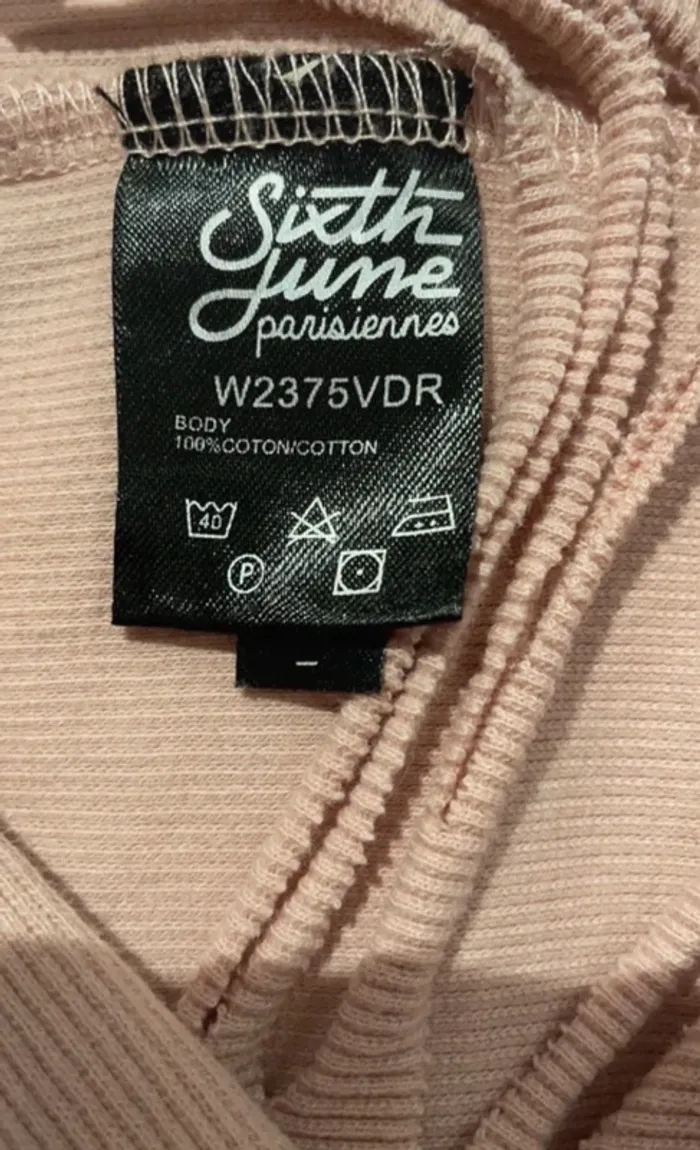 Sixth
June
parisiennes
W2375VDR
BODY
100%COTON/COTTON
40
P